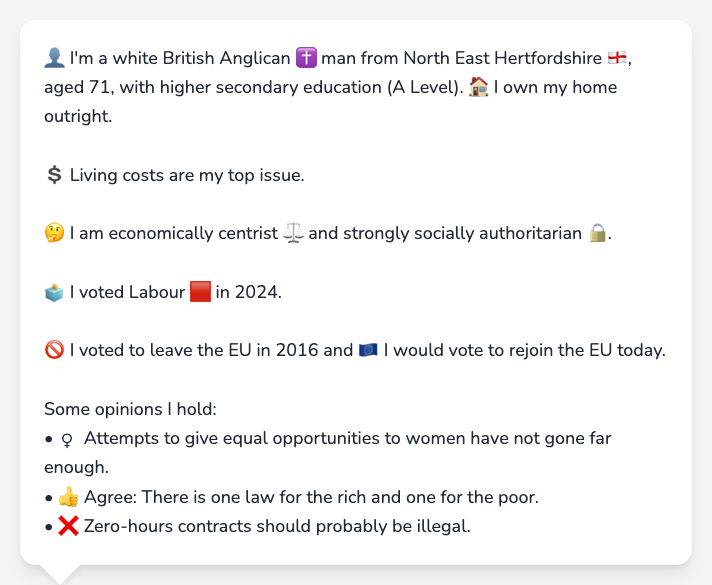 👤 I'm a white British Anglican ✝️ man from North East Hertfordshire 🏴󠁧󠁢󠁥󠁮󠁧󠁿,
aged 71, with higher secondary education (A Level). 🏠 I own my home
outright.
💲 Living costs are my top issue.
🤔 I am economically centrist ⚖️ and strongly socially authoritarian 🔒.
🗳️ I voted Labour 🟥 in 2024.
🚫 I voted to leave the EU in 2016 and 🇪🇺 I would vote to rejoin the EU today.
Some opinions I hold:
• ♀ Attempts to give equal opportunities to women have not gone far
enough.
• 👍 Agree: There is one law for the rich and one for the poor.
• ❌ Zero-hours contracts should probably be illegal.